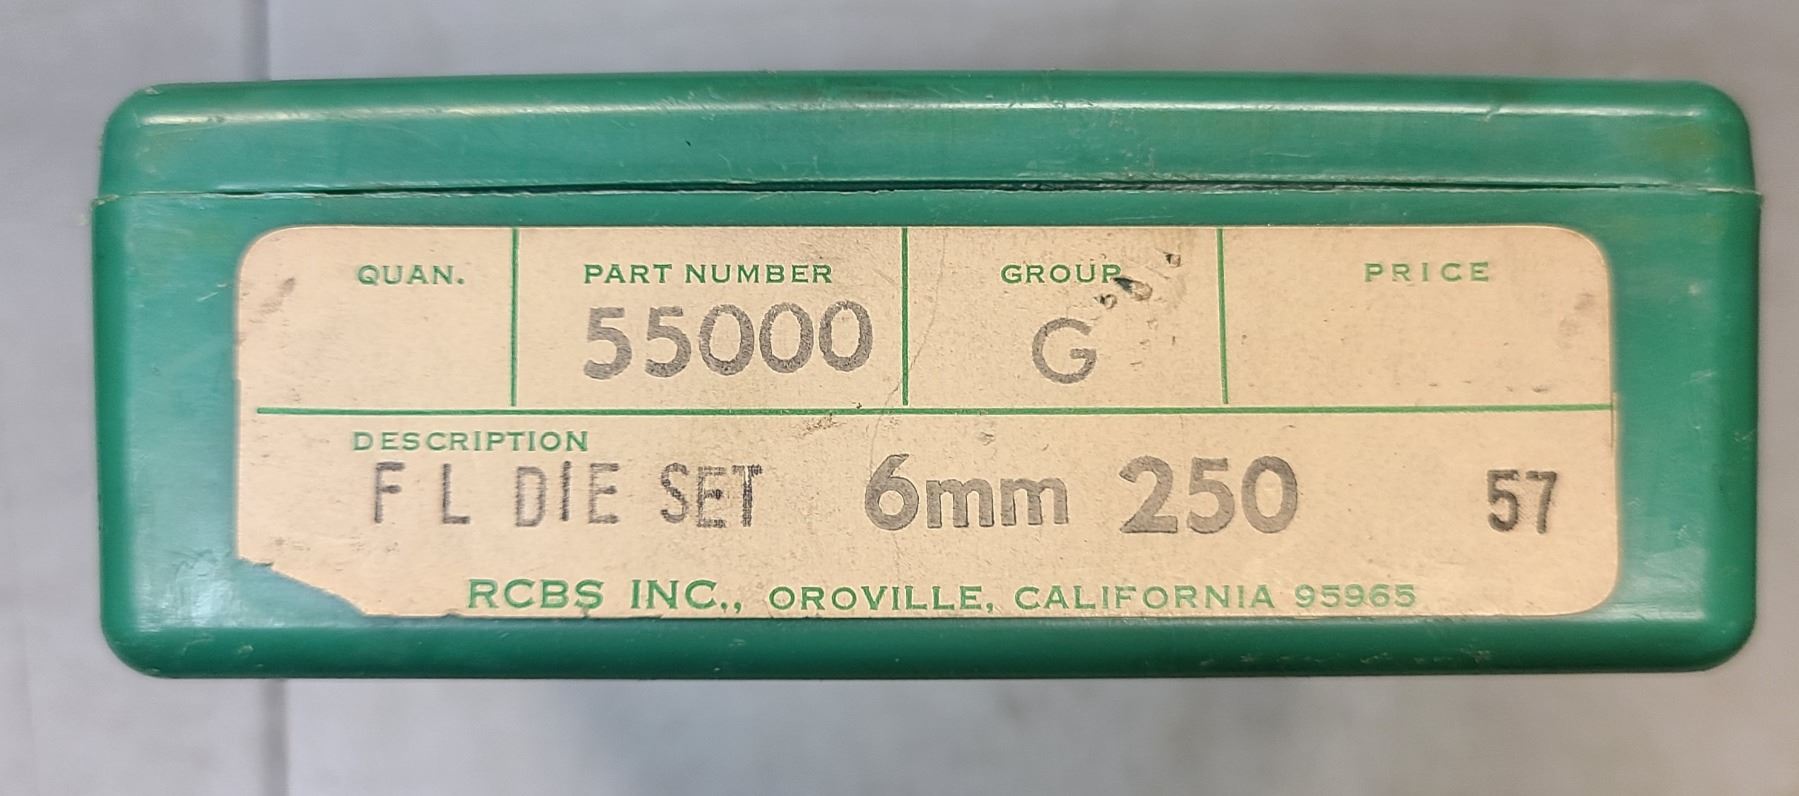 QUAN. PART NUMBER GROUP PRICE
55000 G
DESCRIPTION
F L DIE SET 6mm 250 57
RCBS INC., OROVILLE, CALIFORNIA 95965